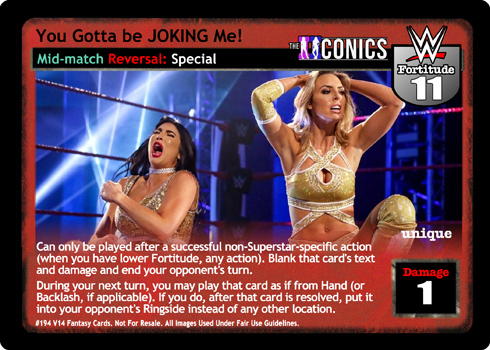 You Gotta be JOKING Me!
Mid-match Reversal: Special
THE IICONICS
W
Fortitude
11
unique
Can only be played after a successful non-Superstar-specific action
(when you have lower Fortitude, any action). Blank that card's text
and damage and end your opponent's turn.
During your next turn, you may play that card as if from Hand (or
Backlash, if applicable). If you do, after that card is resolved, put it
into your opponent's Ringside instead of any other location.
Damage
1
#194 V14 Fantasy Cards. Not For Resale. All Images Used Under Fair Use Guidelines.